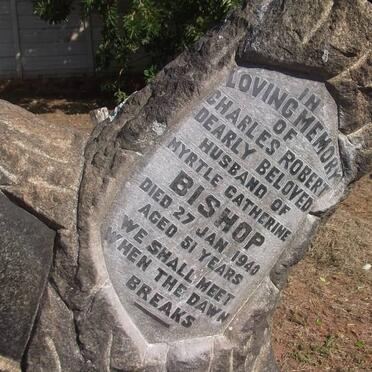 IN
LOVING MEMORY
OF
CHARLES ROBERT
DEARLY BELOVED
HUSBAND OF
MYRTLE CATHERINE
BISHOP
DIED 27 JAN 1940
AGED 51 YEARS
WE SHALL MEET
WHEN THE DAWN
BREAKS